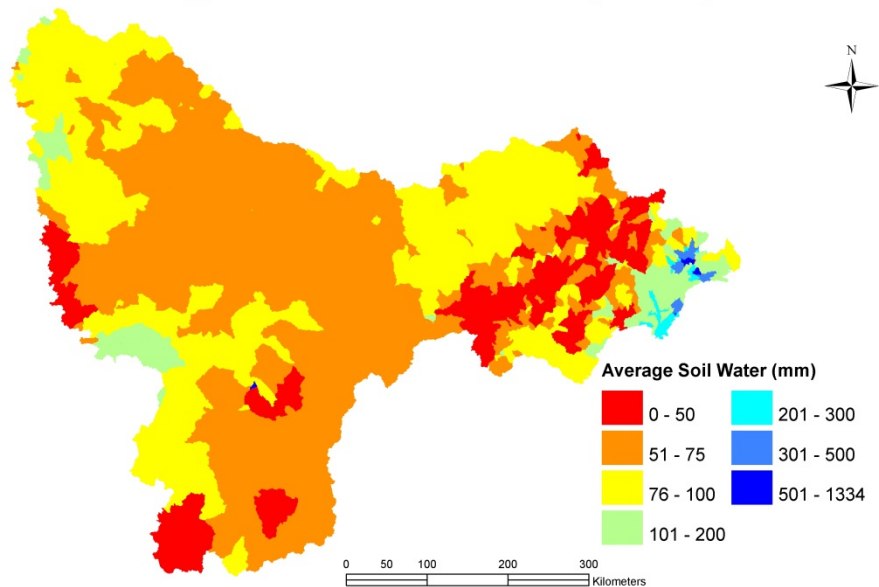 N
Average Soil Water (mm)
0 - 50
201 - 300
51 - 75
301 - 500
76 - 100
501 - 1334
101 - 200
0 50 100 200 300
Kilometers